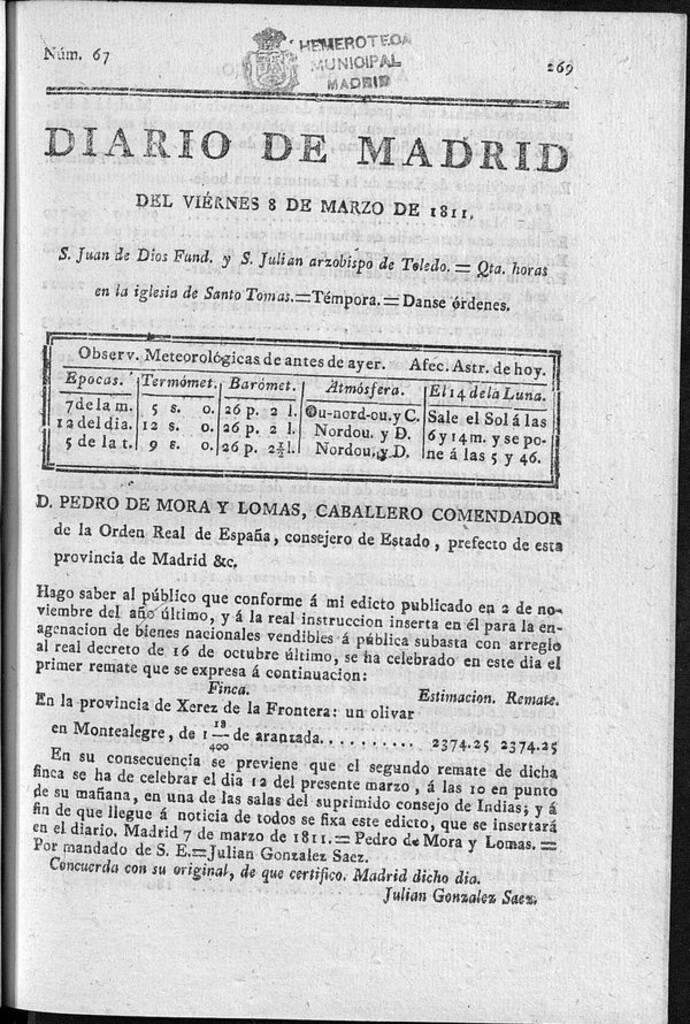 Núm. 67
HEMEROTECA
MUNICIPAL
MADRID
269
DIARIO DE MADRID
DEL VIÉRNES 8 DE MARZO DE 1811.
S. Juan de Dios Fund. y S. Julian arzobispo de Toledo. = Qta. horas
en la iglesia de Santo Tomas.=Témpora.=Danse órdenes.
Observ. Meteorológicas de antes de ayer. Afec. Astr. de hoy.
Epocas. Termómet. Barómet. Atmósfera. El 14 de la Luna.
7 de la m. 5 s. o. 26 p. 2 l. Ou-nord-ou. y C. Sale el Sol á las
12 del dia. 12 s. o. 26 p. 2 l. Nordou. y D. 6 y 14 m. y se po-
5 de la t. 9 s. o. 26 p. 2½ l. Nordou. y D. ne á las 5 y 46.
D. PEDRO DE MORA Y LOMAS, CABALLERO COMENDADOR
de la Orden Real de España, consejero de Estado, prefecto de esta
provincia de Madrid &c.
Hago saber al público que conforme á mi edicto publicado en 2 de no-
viembre del año último, y á la real instruccion inserta en él para la en-
agenacion de bienes nacionales vendibles á pública subasta con arreglo
al real decreto de 16 de octubre último, se ha celebrado en este dia el
primer remate que se expresa á continuacion:
Finca. Estimacion. Remate.
En la provincia de Xerez de la Frontera: un olivar
en Montealegre, de 1 18/400 de aranzada.......... 2374.25 2374.25
En su consecuencia se previene que el segundo remate de dicha
finca se ha de celebrar el dia 12 del presente marzo, á las 10 en punto
de su mañana, en una de las salas del suprimido consejo de Indias; y á
fin de que llegue á noticia de todos se fixa este edicto, que se insertará
en el diario. Madrid 7 de marzo de 1811.= Pedro de Mora y Lomas. =
Por mandado de S. E.=Julian Gonzalez Saez.
Concuerda con su original, de que certifico. Madrid dicho dia.
Julian Gonzalez Saez.